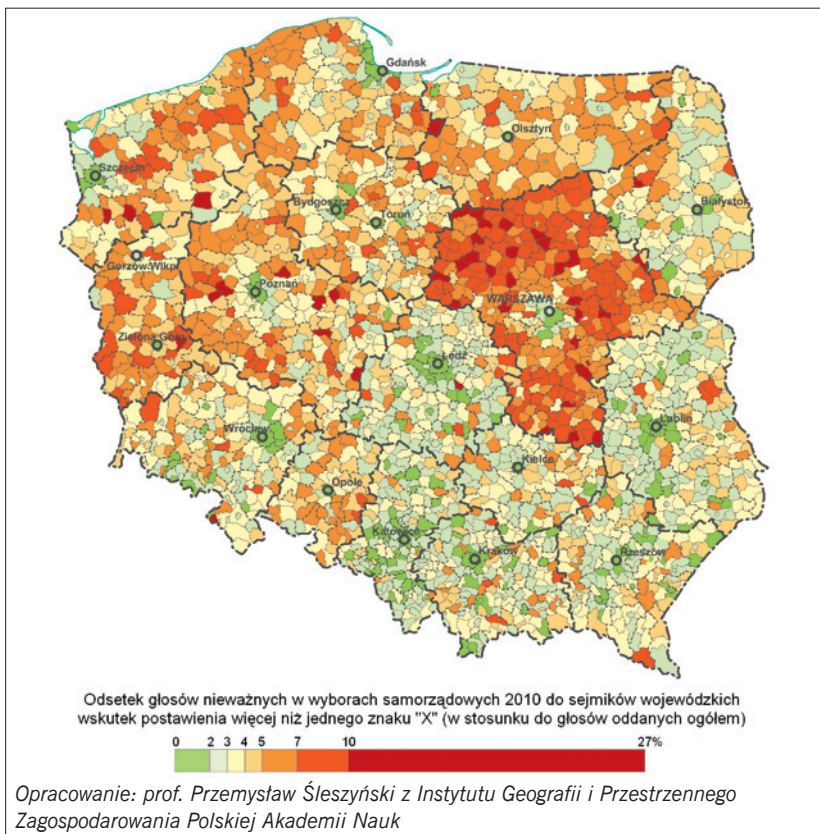 Gdańsk
Olsztyn
Szczecin
Bydgoszcz
Toruń
Białystok
Gorzów Wlkp.
Poznań
WARSZAWA
Zielona Góra
Łódź
Lublin
Wrocław
Kielce
Opole
Katowice
Kraków
Rzeszów
Odsetek głosów nieważnych w wyborach samorządowych 2010 do sejmików wojewódzkich
wskutek postawienia więcej niż jednego znaku "X" (w stosunku do głosów oddanych ogółem)
0 2 3 4 5 7 10 27%
Opracowanie: prof. Przemysław Śleszyński z Instytutu Geografii i Przestrzennego
Zagospodarowania Polskiej Akademii Nauk